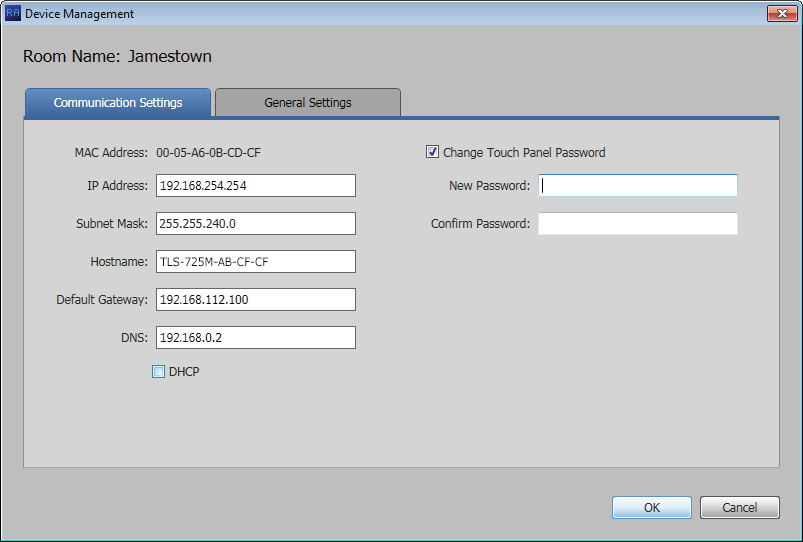 RA Device Management
Room Name: Jamestown
Communication Settings
General Settings
MAC Address: 00-05-A6-0B-CD-CF
IP Address: 192.168.254.254
Subnet Mask: 255.255.240.0
Hostname: TLS-725M-AB-CF-CF
Default Gateway: 192.168.112.100
DNS: 192.168.0.2
DHCP
Change Touch Panel Password
New Password:
Confirm Password:
OK
Cancel